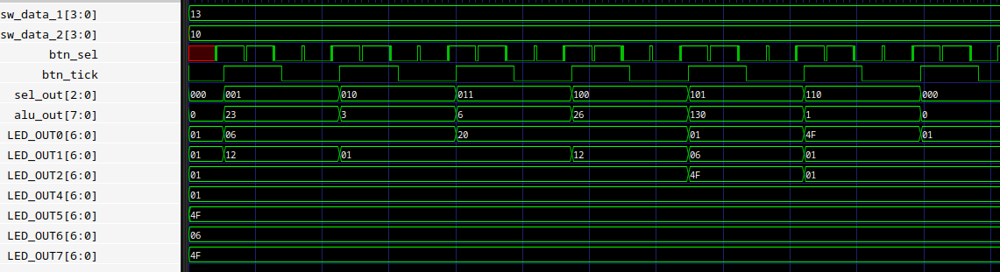 sw_data_1[3:0] 13
sw_data_2[3:0] 10
btn_sel
btn_tick
sel_out[2:0] 000 001 010 011 100 101 110 000
alu_out[7:0] 0 23 3 6 26 130 1 0
LED_OUT0[6:0] 01 06 20 01 4F 01
LED_OUT1[6:0] 01 12 01 12 06 01
LED_OUT2[6:0] 01 4F 01
LED_OUT4[6:0] 01
LED_OUT5[6:0] 4F
LED_OUT6[6:0] 06
LED_OUT7[6:0] 4F